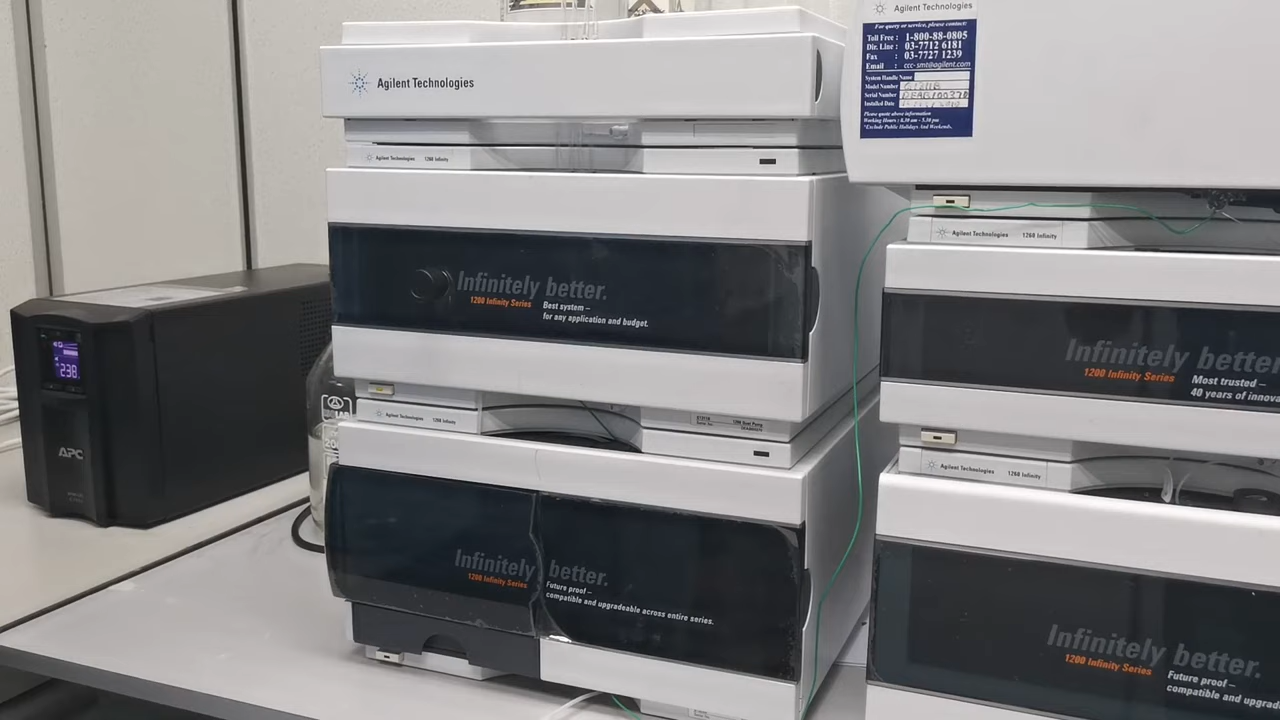 Agilent Technologies
For query or service, please contact:
Toll Free : 1-800-88-0805
Dir. Line : 03-7712 6181
Fax : 03-7727 1239
Email : ccc-smt@agilent.com
System Handle Name
Model Number
Serial Number
Installed Date
Please quote above information
Working Hours : 8.30 am - 5.30 pm
*Exclude Public Holidays And Weekends.
Agilent Technologies
Agilent Technologies 1260 Infinity
Infinitely better.
1200 Infinity Series
Best system –
for any application and budget.
Agilent Technologies 1260 Infinity
Infinitely better.
1200 Infinity Series
Future proof –
compatible and upgradeable across entire series.
238
APC
Agilent Technologies 1260 Infinity
Infinitely better
1200 Infinity Series
Most trusted –
40 years of innova
Agilent Technologies 1260 Infinity
Infinitely better.
1200 Infinity Series
Future proof –
compatible and upgrad